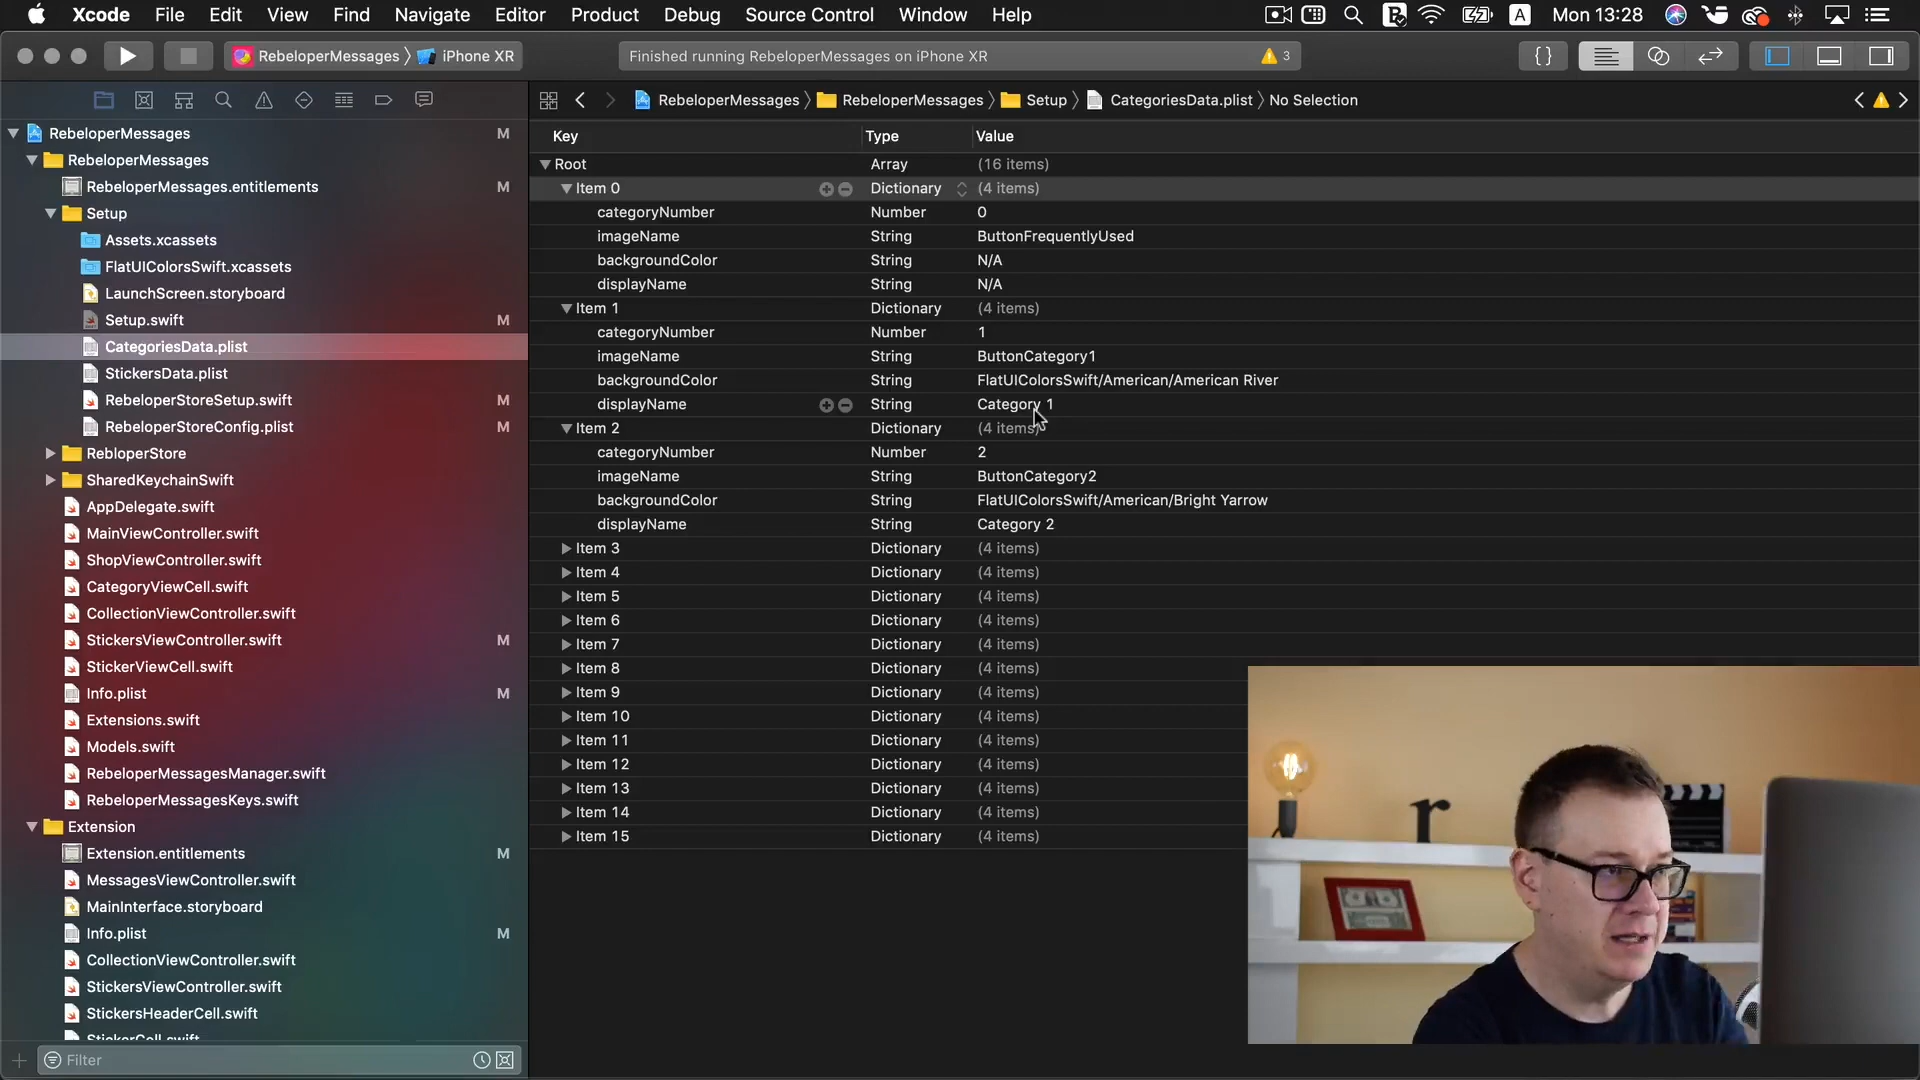 Xcode File Edit View Find Navigate Editor Product Debug Source Control Window Help A Mon 13:28
RebeloperMessages iPhone XR Finished running RebeloperMessages on iPhone XR 3
RebeloperMessages RebeloperMessages Setup CategoriesData.plist No Selection
RebeloperMessages M
RebeloperMessages
RebeloperMessages.entitlements M
Setup
Assets.xcassets
FlatUIColorsSwift.xcassets
LaunchScreen.storyboard
Setup.swift M
CategoriesData.plist
StickersData.plist
RebeloperStoreSetup.swift M
RebeloperStoreConfig.plist M
RebloperStore
SharedKeychainSwift
AppDelegate.swift
MainViewController.swift
ShopViewController.swift
CategoryViewCell.swift
CollectionViewController.swift
StickersViewController.swift M
StickerViewCell.swift
Info.plist M
Extensions.swift
Models.swift
RebeloperMessagesManager.swift
RebeloperMessagesKeys.swift
Extension
Extension.entitlements M
MessagesViewController.swift
MainInterface.storyboard
Info.plist M
CollectionViewController.swift
StickersViewController.swift
StickersHeaderCell.swift
StickerCell.swift
Filter
Key Type Value
Root Array (16 items)
Item 0 Dictionary (4 items)
categoryNumber Number 0
imageName String ButtonFrequentlyUsed
backgroundColor String N/A
displayName String N/A
Item 1 Dictionary (4 items)
categoryNumber Number 1
imageName String ButtonCategory1
backgroundColor String FlatUIColorsSwift/American/American River
displayName String Category 1
Item 2 Dictionary (4 items)
categoryNumber Number 2
imageName String ButtonCategory2
backgroundColor String FlatUIColorsSwift/American/Bright Yarrow
displayName String Category 2
Item 3 Dictionary (4 items)
Item 4 Dictionary (4 items)
Item 5 Dictionary (4 items)
Item 6 Dictionary (4 items)
Item 7 Dictionary (4 items)
Item 8 Dictionary (4 items)
Item 9 Dictionary (4 items)
Item 10 Dictionary (4 items)
Item 11 Dictionary (4 items)
Item 12 Dictionary (4 items)
Item 13 Dictionary (4 items)
Item 14 Dictionary (4 items)
Item 15 Dictionary (4 items)
r